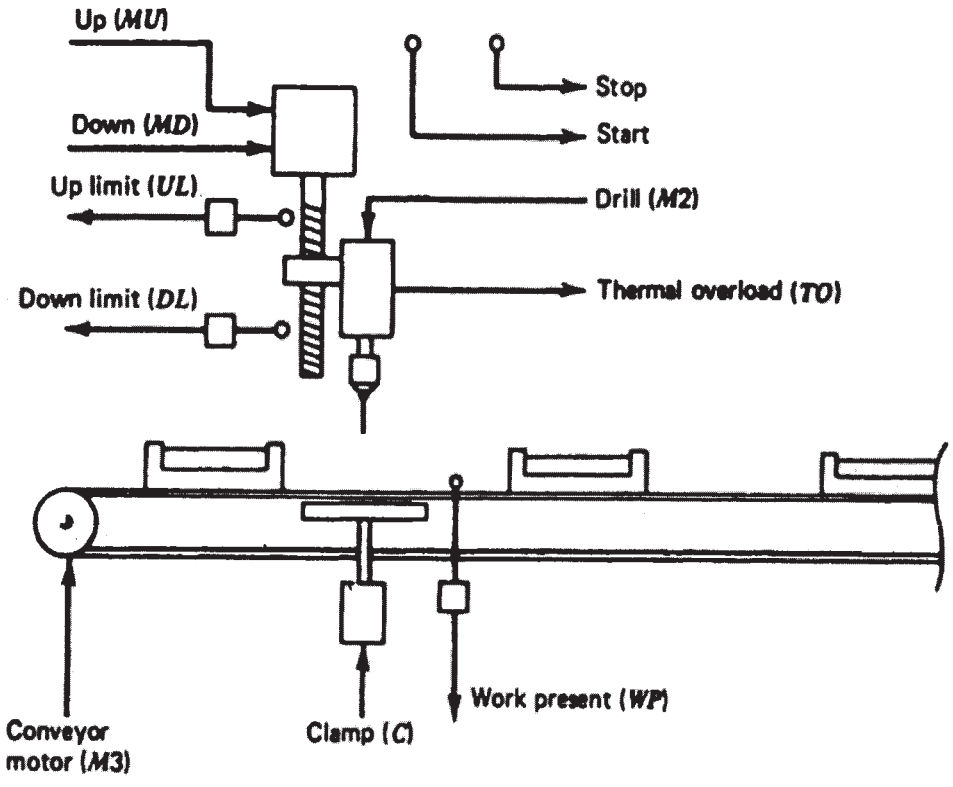 Up (MU)
Stop
Down (MD)
Start
Up limit (UL)
Drill (M2)
Down limit (DL)
Thermal overload (TO)
Work present (WP)
Conveyor
motor (M3)
Clamp (C)